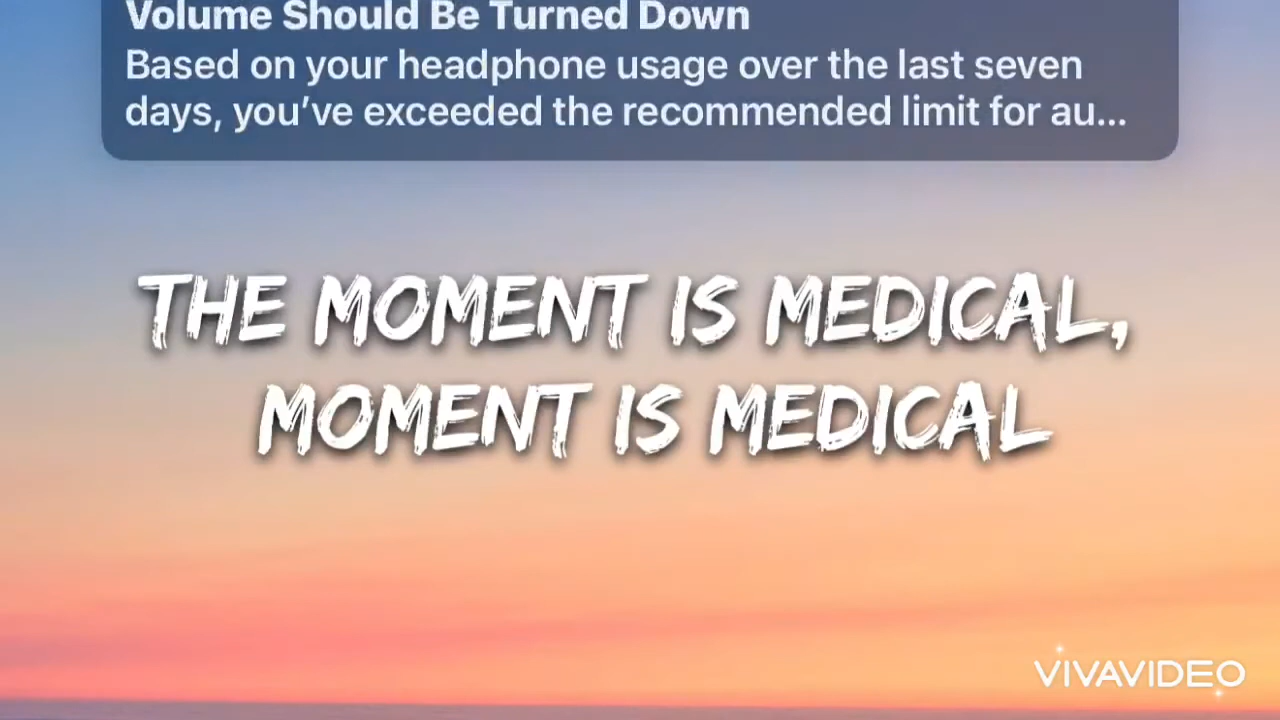 Volume Should Be Turned Down
Based on your headphone usage over the last seven
days, you’ve exceeded the recommended limit for au...
THE MOMENT IS MEDICAL,
MOMENT IS MEDICAL
VIVAVIDEO